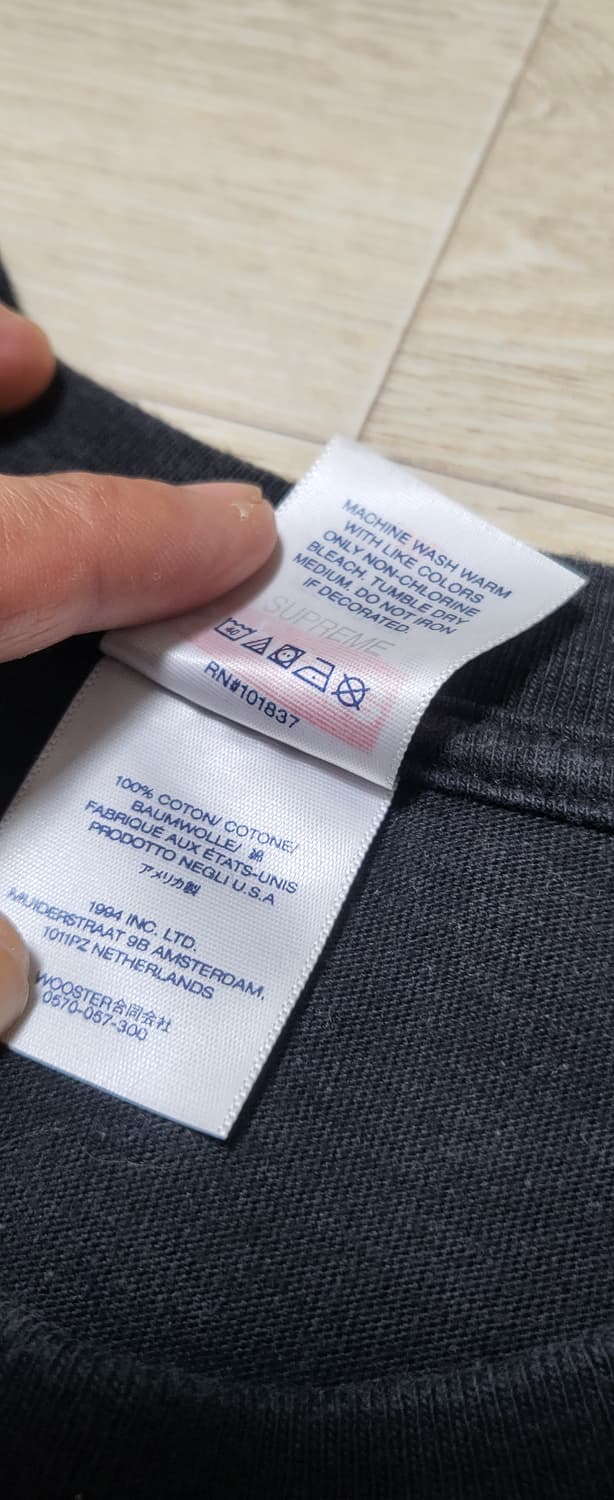 MACHINE WASH WARM
WITH LIKE COLORS
ONLY NON-CHLORINE
BLEACH. TUMBLE DRY
MEDIUM. DO NOT IRON
IF DECORATED.
SUPREME
40
RN#101837
100% COTON/ COTONE/
BAUMWOLLE/ 綿
FABRIQUÉ AUX ÉTATS-UNIS
PRODOTTO NEGLI U.S.A
アメリカ製
1994 INC. LTD.
MUIDERSTRAAT 9B AMSTERDAM,
1011PZ NETHERLANDS
WOOSTER合同会社
0570-057-300